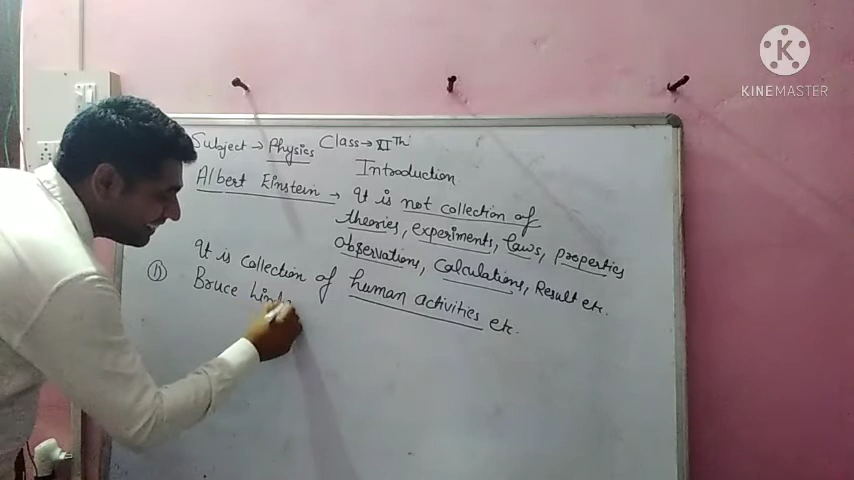 KINEMASTER
Subject → Physics Class → XI Th
Introduction
Albert Einstein → It is not collection of
theories, experiments, laws, properties
Observations, Calculations, Result etc.
It is collection of human activities etc.
(1) Bruce